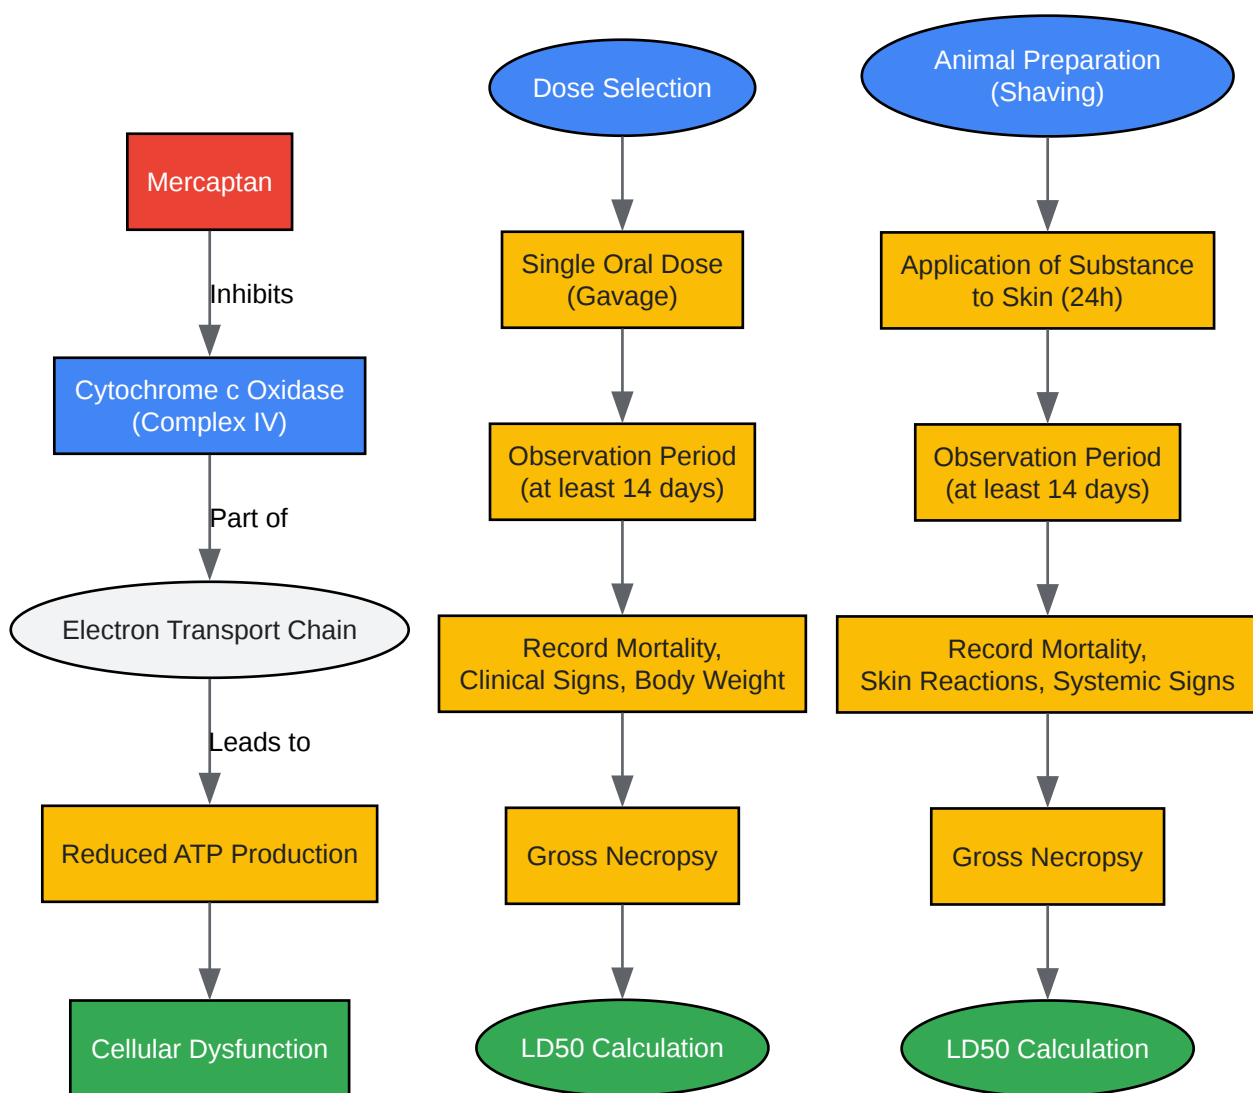 Mercaptan
Inhibits
Cytochrome c Oxidase
(Complex IV)
Part of
Electron Transport Chain
Leads to
Reduced ATP Production
Cellular Dysfunction
Dose Selection
Single Oral Dose
(Gavage)
Observation Period
(at least 14 days)
Record Mortality,
Clinical Signs, Body Weight
Gross Necropsy
LD50 Calculation
Animal Preparation
(Shaving)
Application of Substance
to Skin (24h)
Observation Period
(at least 14 days)
Record Mortality,
Skin Reactions, Systemic Signs
Gross Necropsy
LD50 Calculation